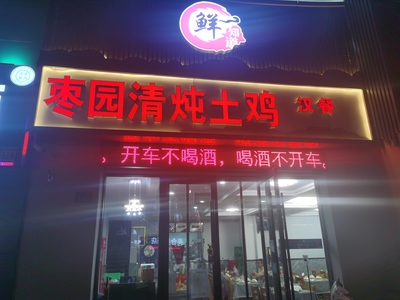 鲜
枣园清炖土鸡 汉餐
。开车不喝酒，喝酒不开车。